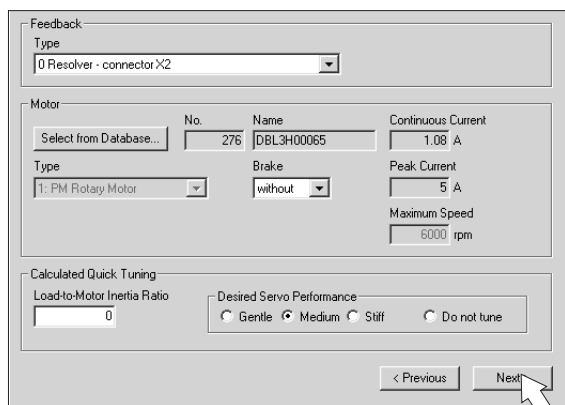 Feedback
Type
0 Resolver - connector X2
Motor
No. Name Continuous Current
Select from Database... 276 DBL3H00065 1.08 A
Type Brake Peak Current
1: PM Rotary Motor without 5 A
Maximum Speed
6000 rpm
Calculated Quick Tuning
Load-to-Motor Inertia Ratio Desired Servo Performance
0 Gentle Medium Stiff Do not tune
< Previous Next